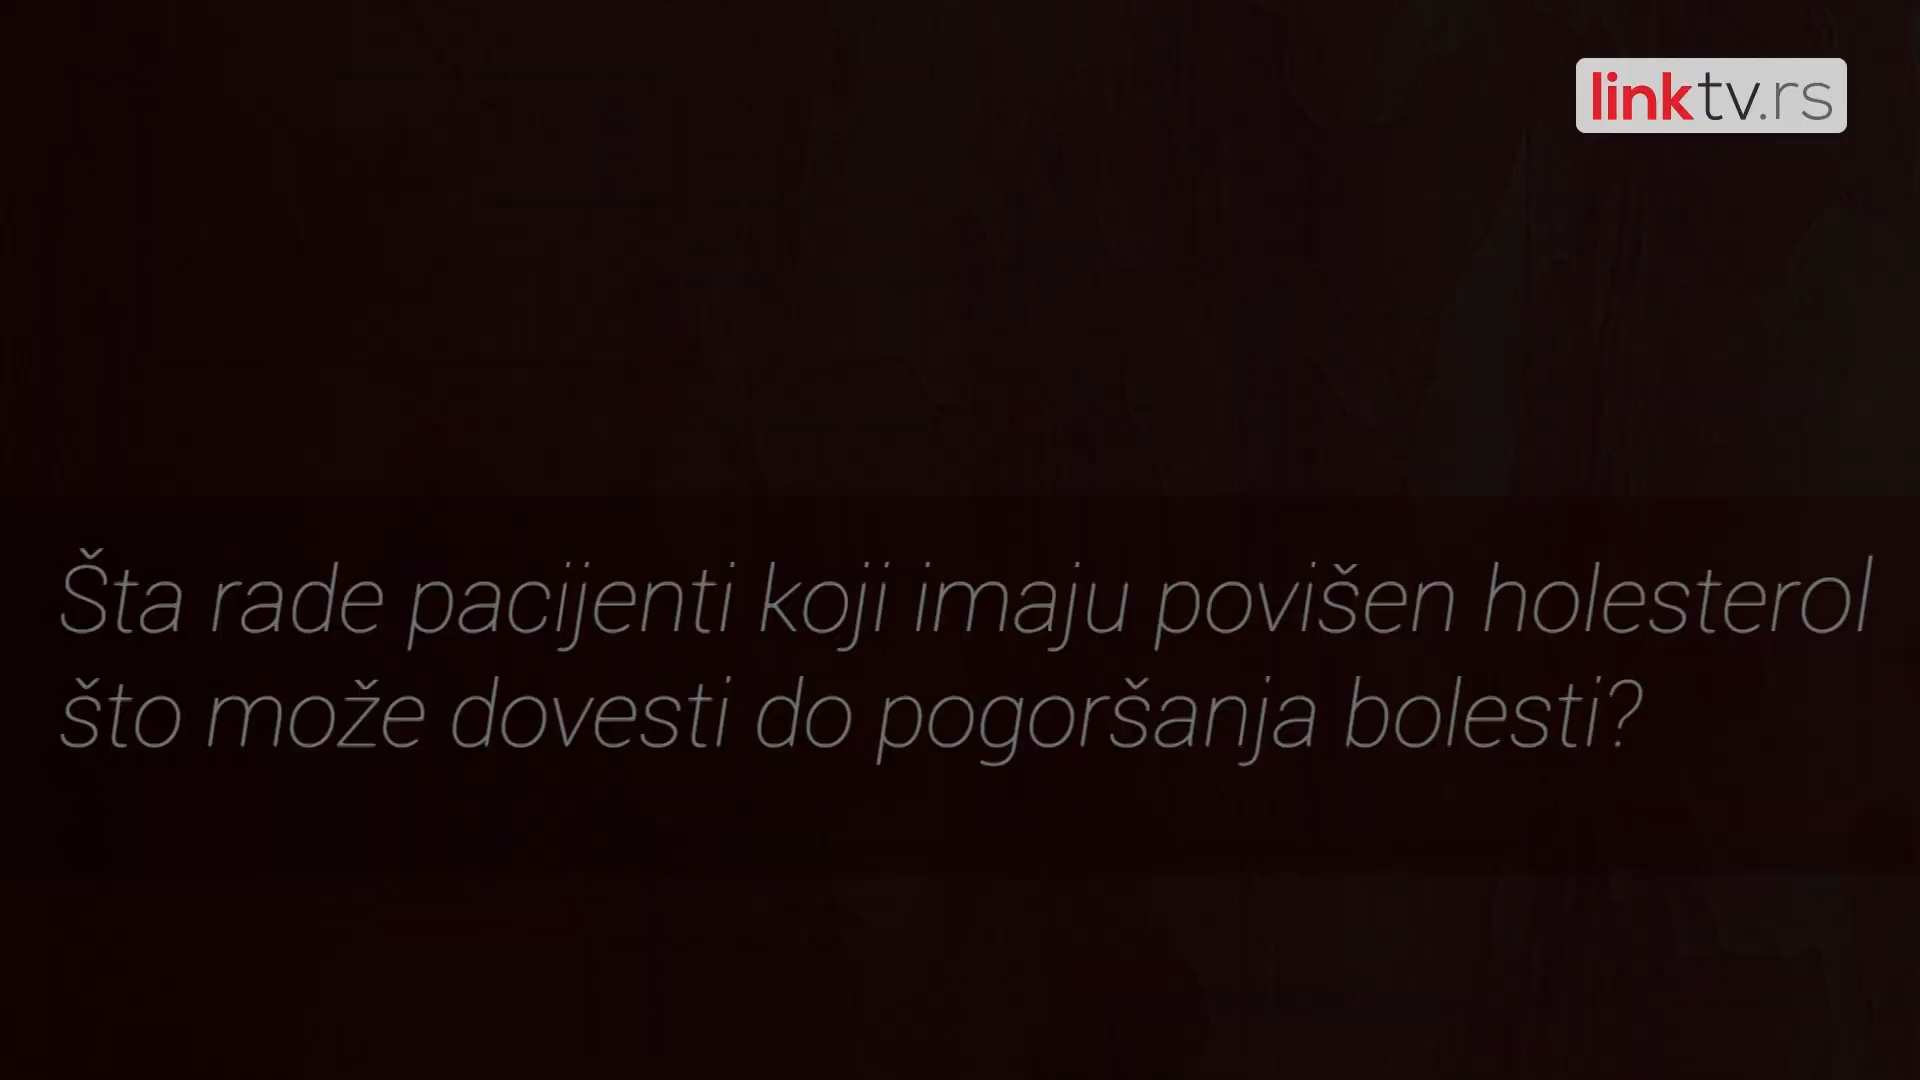 linktv.rs
Šta rade pacijenti koji imaju povišen holesterol
što može dovesti do pogoršanja bolesti?